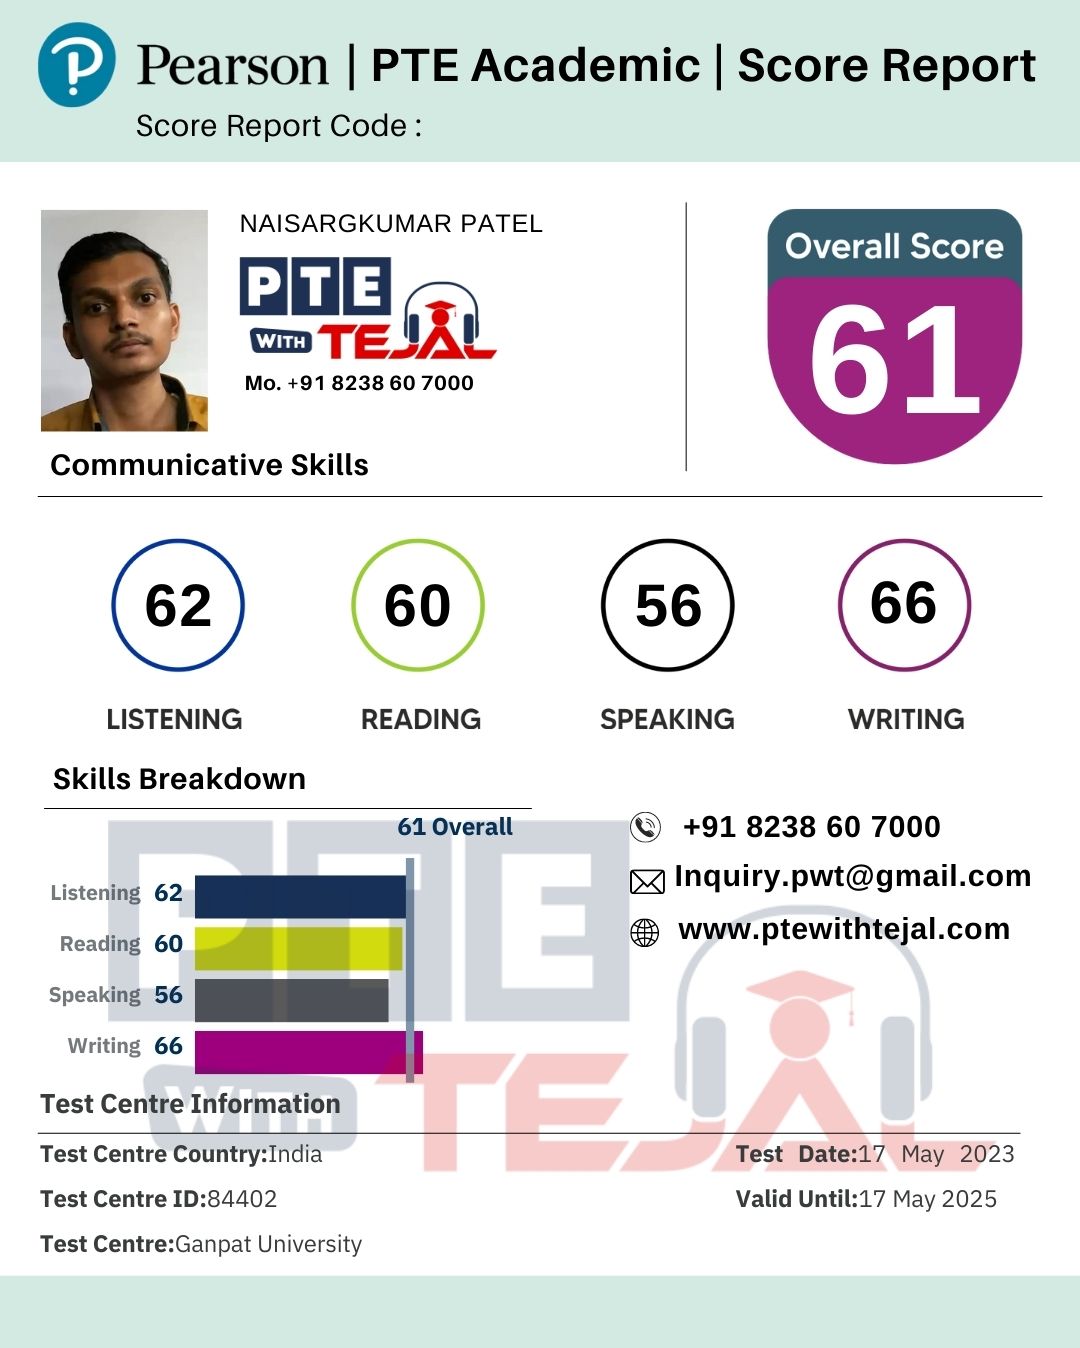 Pearson | PTE Academic | Score Report
Score Report Code :
NAISARGKUMAR PATEL
PTE
WITH TEJAL
Mo. +91 8238 60 7000
Overall Score
61
Communicative Skills
62 60 56 66
LISTENING READING SPEAKING WRITING
Skills Breakdown
61 Overall
Listening 62
Reading 60
Speaking 56
Writing 66
+91 8238 60 7000
Inquiry.pwt@gmail.com
www.ptewithtejal.com
PTE
WITH TEJAL
Test Centre Information
Test Centre Country:India
Test Date:17 May 2023
Test Centre ID:84402
Valid Until:17 May 2025
Test Centre:Ganpat University